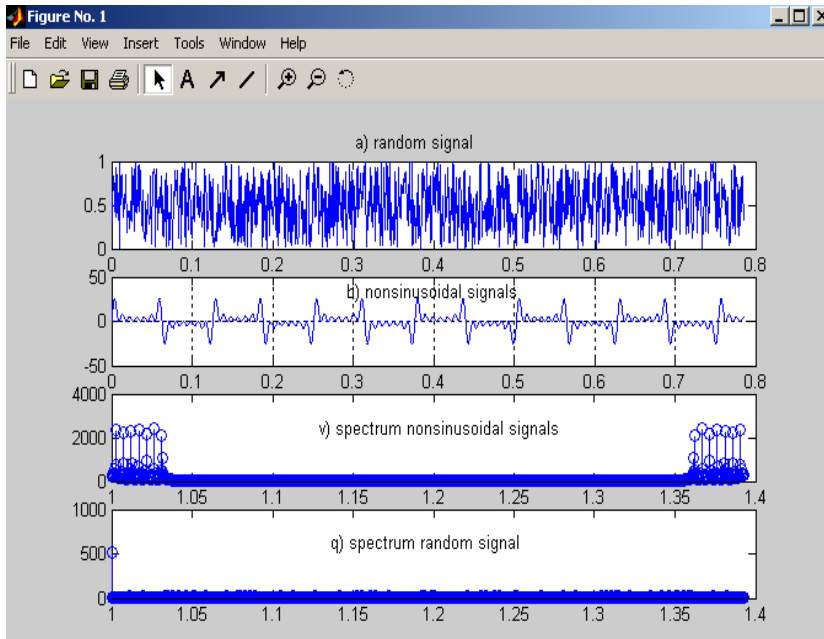 Figure No. 1
File Edit View Insert Tools Window Help
A
a) random signal
1
0.5
0
0 0.1 0.2 0.3 0.4 0.5 0.6 0.7 0.8
50
b) nonsinusoidal signals
0
-50
0 0.1 0.2 0.3 0.4 0.5 0.6 0.7 0.8
4000
v) spectrum nonsinusoidal signals
2000
0
1 1.05 1.1 1.15 1.2 1.25 1.3 1.35 1.4
1000
q) spectrum random signal
500
0
1 1.05 1.1 1.15 1.2 1.25 1.3 1.35 1.4